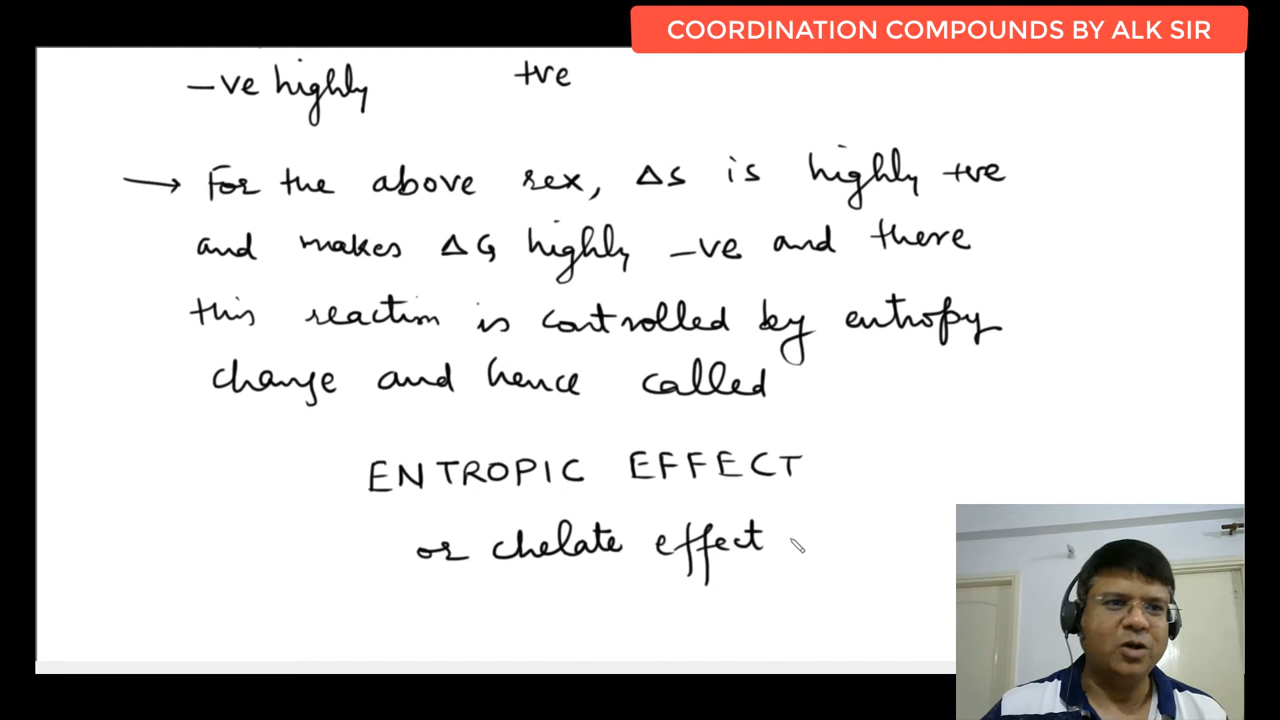 COORDINATION COMPOUNDS BY ALK SIR
-ve highly +ve
→ For the above rex, ΔS is highly +ve
and makes ΔG highly -ve and there
this reaction is controlled by entropy
change and hence called
ENTROPIC EFFECT
or chelate effect